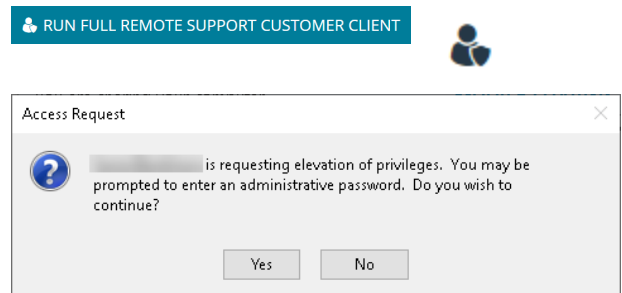 RUN FULL REMOTE SUPPORT CUSTOMER CLIENT
Access Request
is requesting elevation of privileges. You may be
prompted to enter an administrative password. Do you wish to
continue?
Yes
No